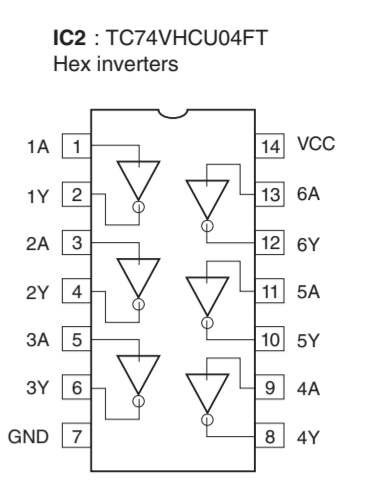 IC2 : TC74VHCU04FT
Hex inverters
1A 1 14 VCC
1Y 2 13 6A
2A 3 12 6Y
2Y 4 11 5A
3A 5 10 5Y
3Y 6 9 4A
GND 7 8 4Y